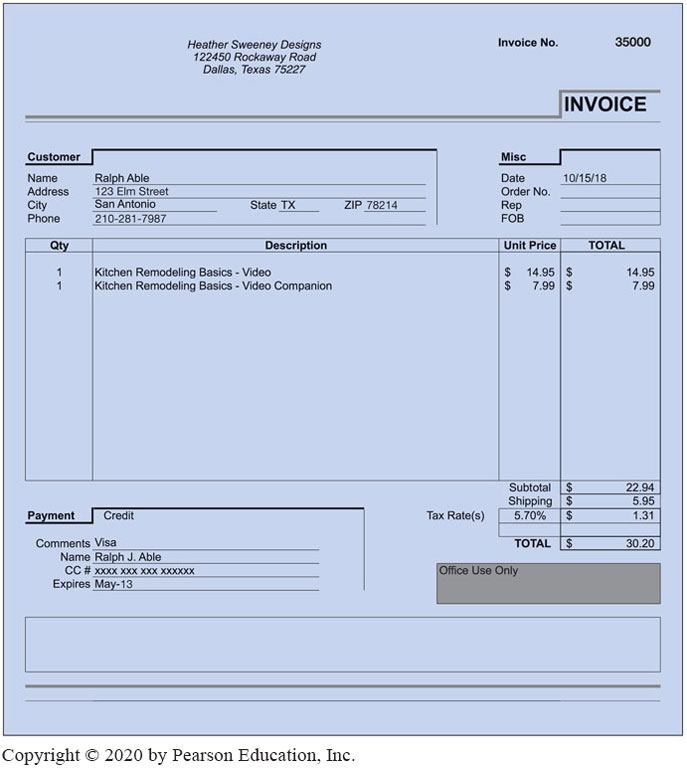 Heather Sweeney Designs
122450 Rockaway Road
Dallas, Texas 75227
Invoice No. 35000
INVOICE
Customer
Name Ralph Able
Address 123 Elm Street
City San Antonio State TX ZIP 78214
Phone 210-281-7987
Misc
Date 10/15/18
Order No.
Rep
FOB
Qty Description Unit Price TOTAL
1 Kitchen Remodeling Basics - Video $ 14.95 $ 14.95
1 Kitchen Remodeling Basics - Video Companion $ 7.99 $ 7.99
Subtotal $ 22.94
Shipping $ 5.95
Tax Rate(s) 5.70% $ 1.31
TOTAL $ 30.20
Payment Credit
Comments Visa
Name Ralph J. Able
CC # xxxx xxx xxx xxxxxx
Expires May-13
Office Use Only
Copyright © 2020 by Pearson Education, Inc.